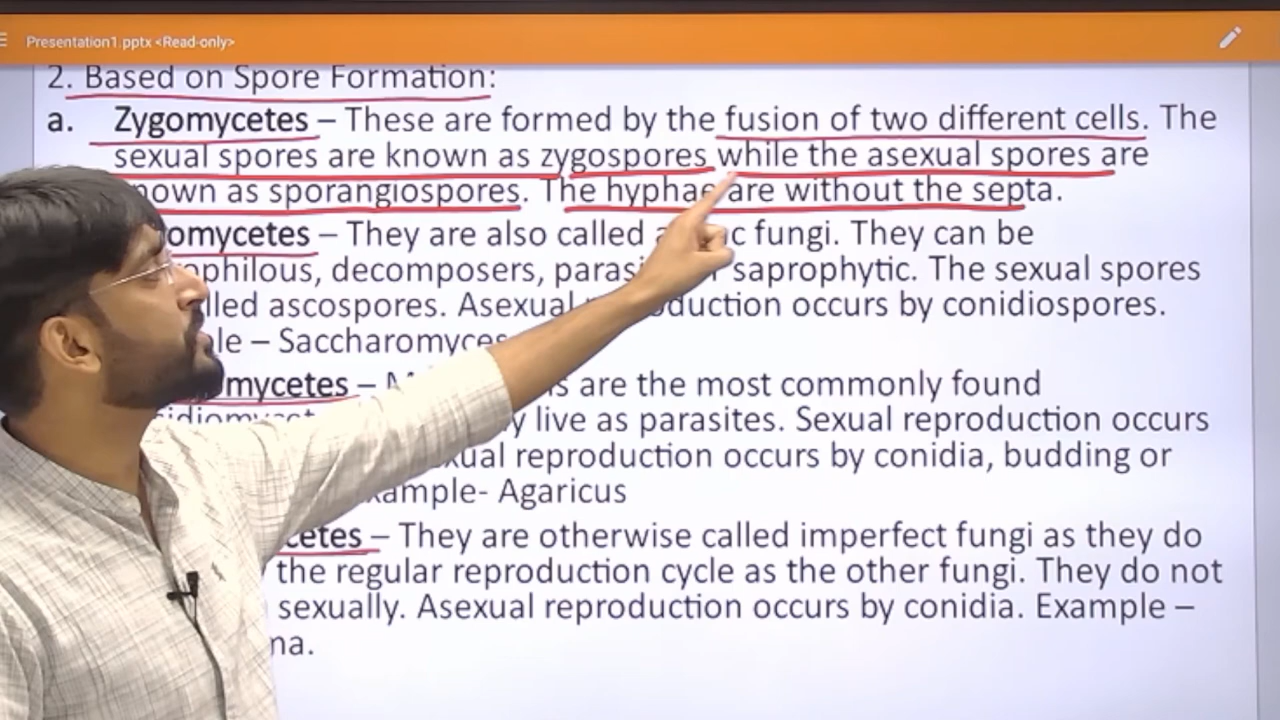 Presentation1.pptx <Read-only>
2. Based on Spore Formation:
a. Zygomycetes – These are formed by the fusion of two different cells. The
sexual spores are known as zygospores while the asexual spores are
nown as sporangiospores. The hyphae are without the septa.
omycetes – They are also called c fungi. They can be
ophilous, decomposers, parasi saprophytic. The sexual spores
lled ascospores. Asexual duction occurs by conidiospores.
le – Saccharomyces
mycetes – s are the most commonly found
y live as parasites. Sexual reproduction occurs
xual reproduction occurs by conidia, budding or
xample- Agaricus
cetes – They are otherwise called imperfect fungi as they do
the regular reproduction cycle as the other fungi. They do not
sexually. Asexual reproduction occurs by conidia. Example –
na.